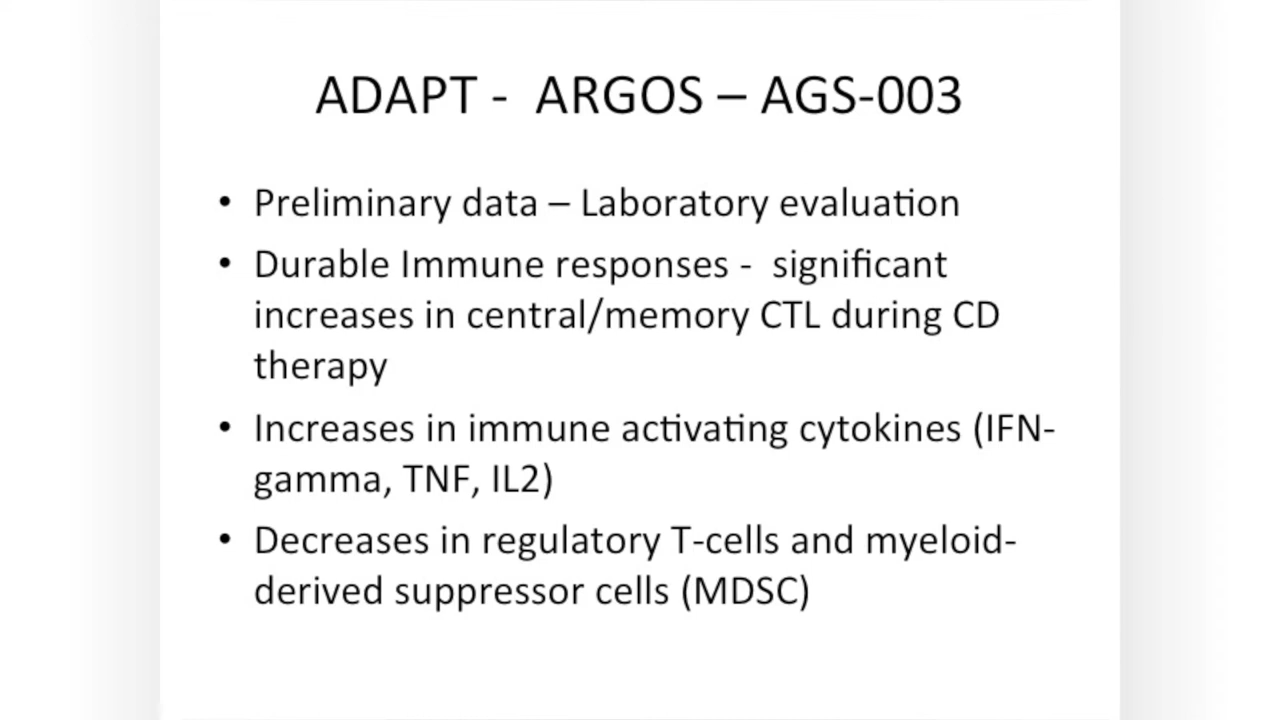 ADAPT - ARGOS – AGS-003
• Preliminary data – Laboratory evaluation
• Durable Immune responses - significant
increases in central/memory CTL during CD
therapy
• Increases in immune activating cytokines (IFN-
gamma, TNF, IL2)
• Decreases in regulatory T-cells and myeloid-
derived suppressor cells (MDSC)